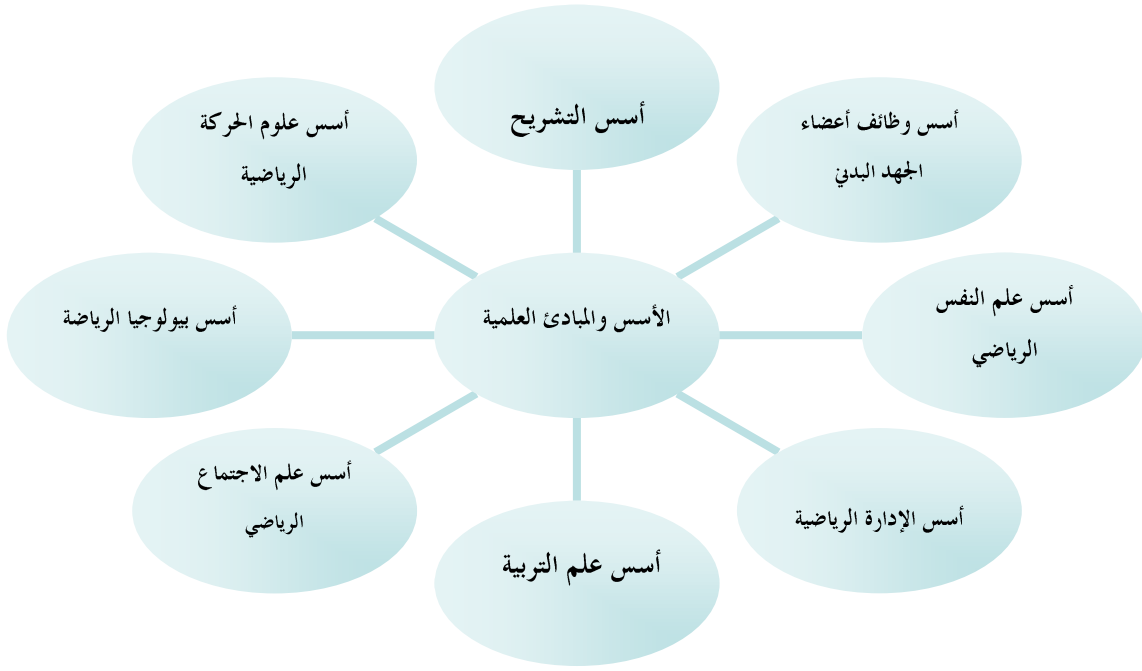 أسس التشريح
أسس وظائف أعضاء
الجهد البدني
أسس علم النفس
الرياضي
أسس الإدارة الرياضية
أسس علم التربية
أسس علم الاجتماع
الرياضي
أسس بيولوجيا الرياضة
أسس علوم الحركة
الرياضية
الأسس والمبادئ العلمية